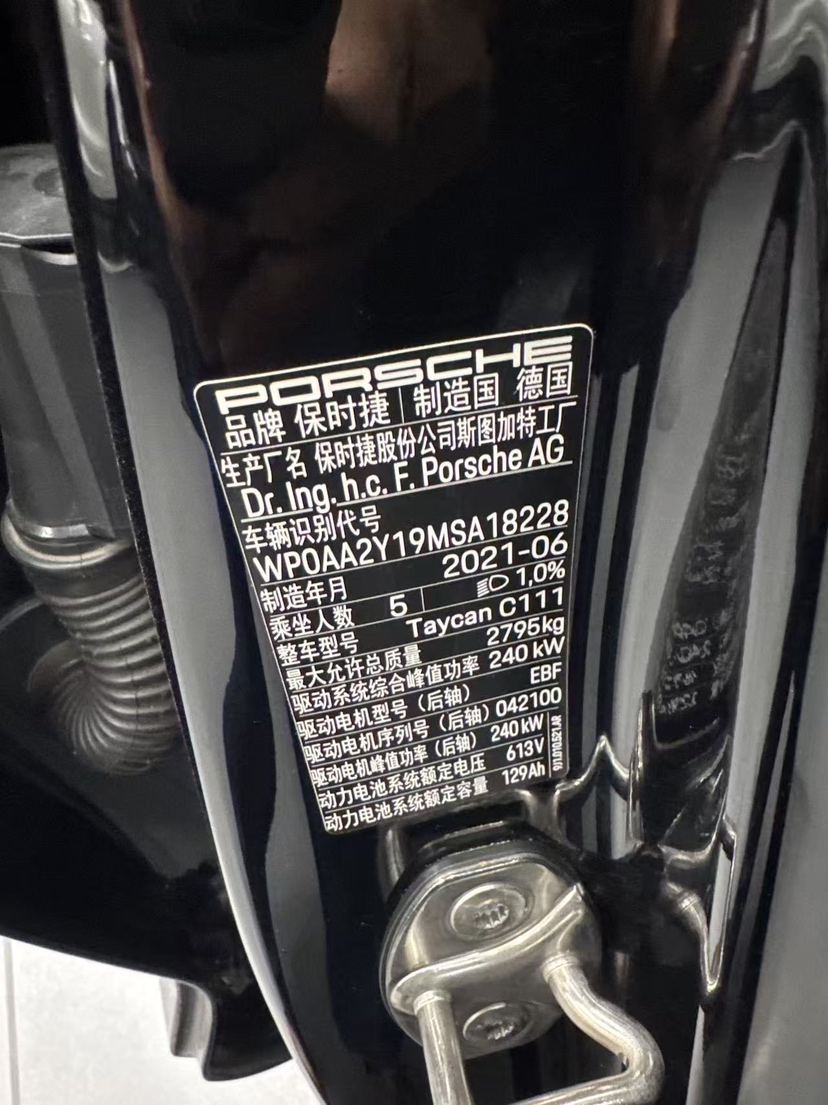 PORSCHE
品牌 保时捷 制造国 德国
生产厂名 保时捷股份公司斯图加特工厂
Dr. Ing. h.c. F. Porsche AG
车辆识别代号
WP0AA2Y19MSA18228
制造年月 2021-06
乘坐人数 5 1,0%
整车型号 Taycan C111
最大允许总质量 2795kg
驱动系统综合峰值功率 240 kW
驱动电机型号（后轴） EBF
驱动电机序列号（后轴） 042100
驱动电机峰值功率（后轴） 240 kW
动力电池系统额定电压 613V
动力电池系统额定容量 129Ah